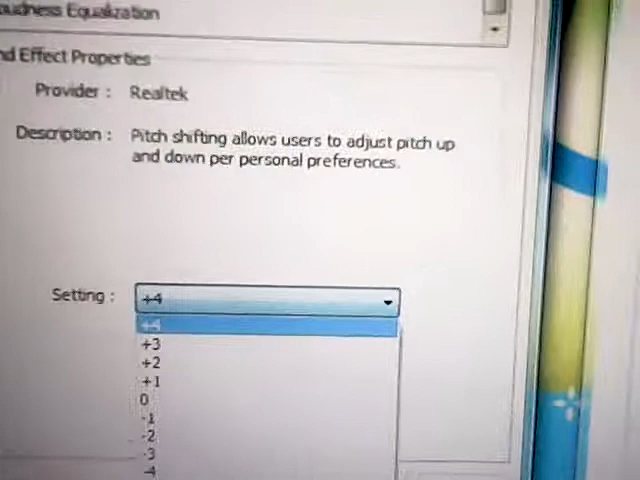 Loudness Equalization
nd Effect Properties
Provider : Realtek
Description : Pitch shifting allows users to adjust pitch up
and down per personal preferences.
Setting : +4
+4
+3
+2
+1
0
-1
-2
-3
-4